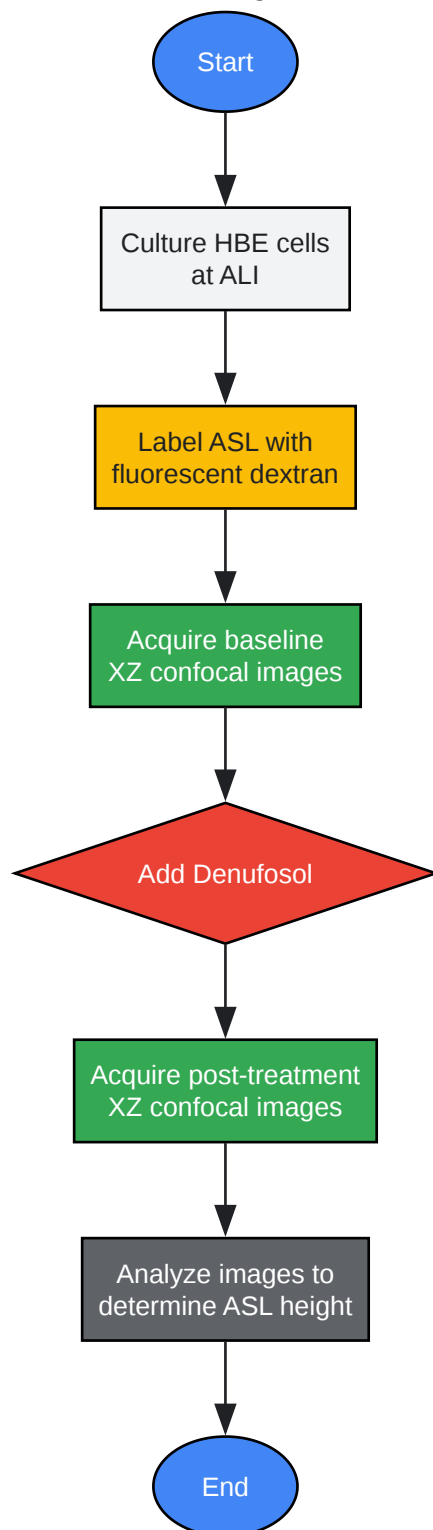 Start
Culture HBE cells
at ALI
Label ASL with
fluorescent dextran
Acquire baseline
XZ confocal images
Add Denufosol
Acquire post-treatment
XZ confocal images
Analyze images to
determine ASL height
End